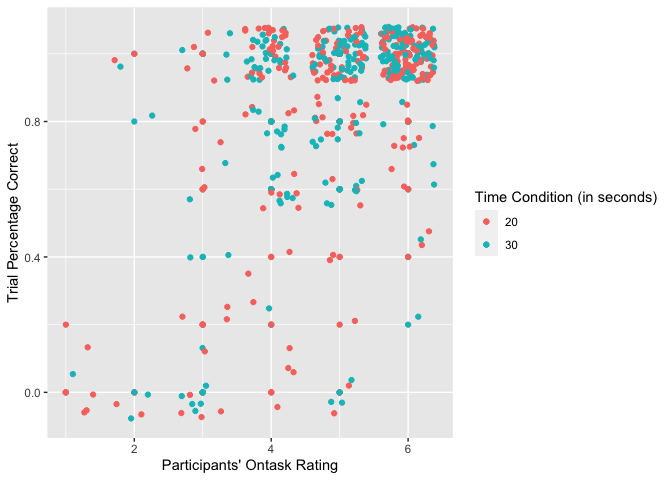 Trial Percentage Correct
0.8
0.4
0.0
2
4
6
Participants' Ontask Rating
Time Condition (in seconds)
20
30